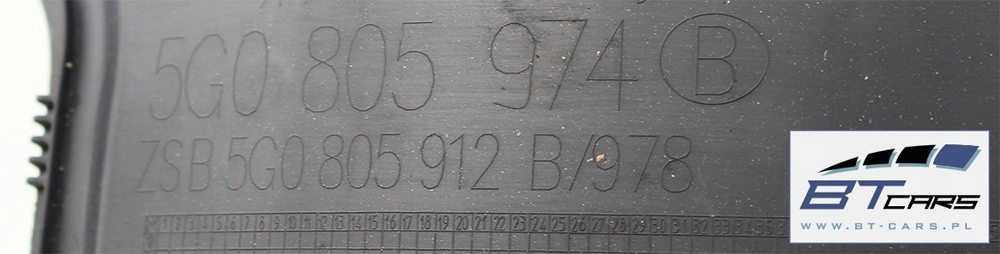 5G0 805 974 B
ZSB 5G0 805 912 B/978
1 2 3 4 5 6 7 8 9 10 11 12 13 14 15 16 17 18 19 20 21 22 23 24 25 26 27 28 29 30 31 32 33 34 35
BT CARS
WWW.BT-CARS.PL